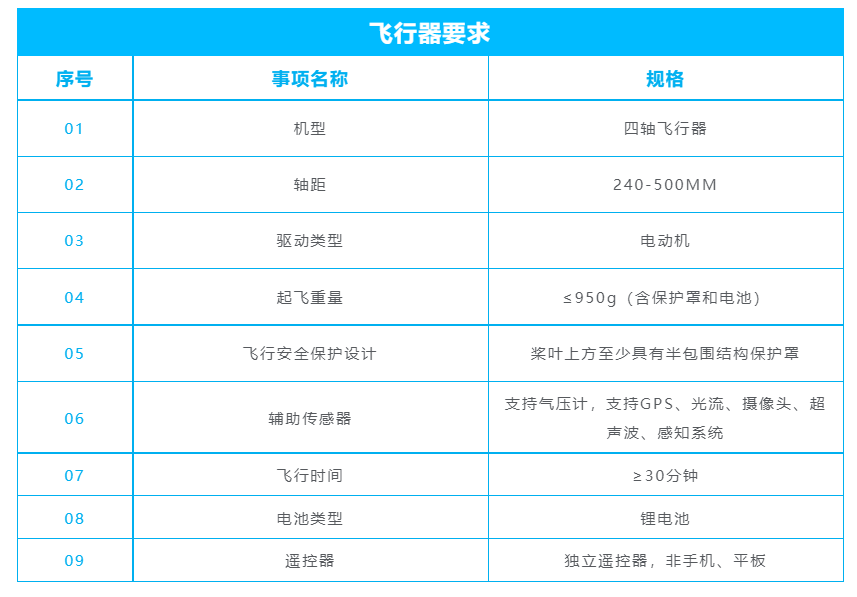 飞行器要求
序号 事项名称 规格
01 机型 四轴飞行器
02 轴距 240-500MM
03 驱动类型 电动机
04 起飞重量 ≤950g（含保护罩和电池）
05 飞行安全保护设计 桨叶上方至少具有半包围结构保护罩
06 辅助传感器 支持气压计，支持GPS、光流、摄像头、超
声波、感知系统
07 飞行时间 ≥30分钟
08 电池类型 锂电池
09 遥控器 独立遥控器，非手机、平板